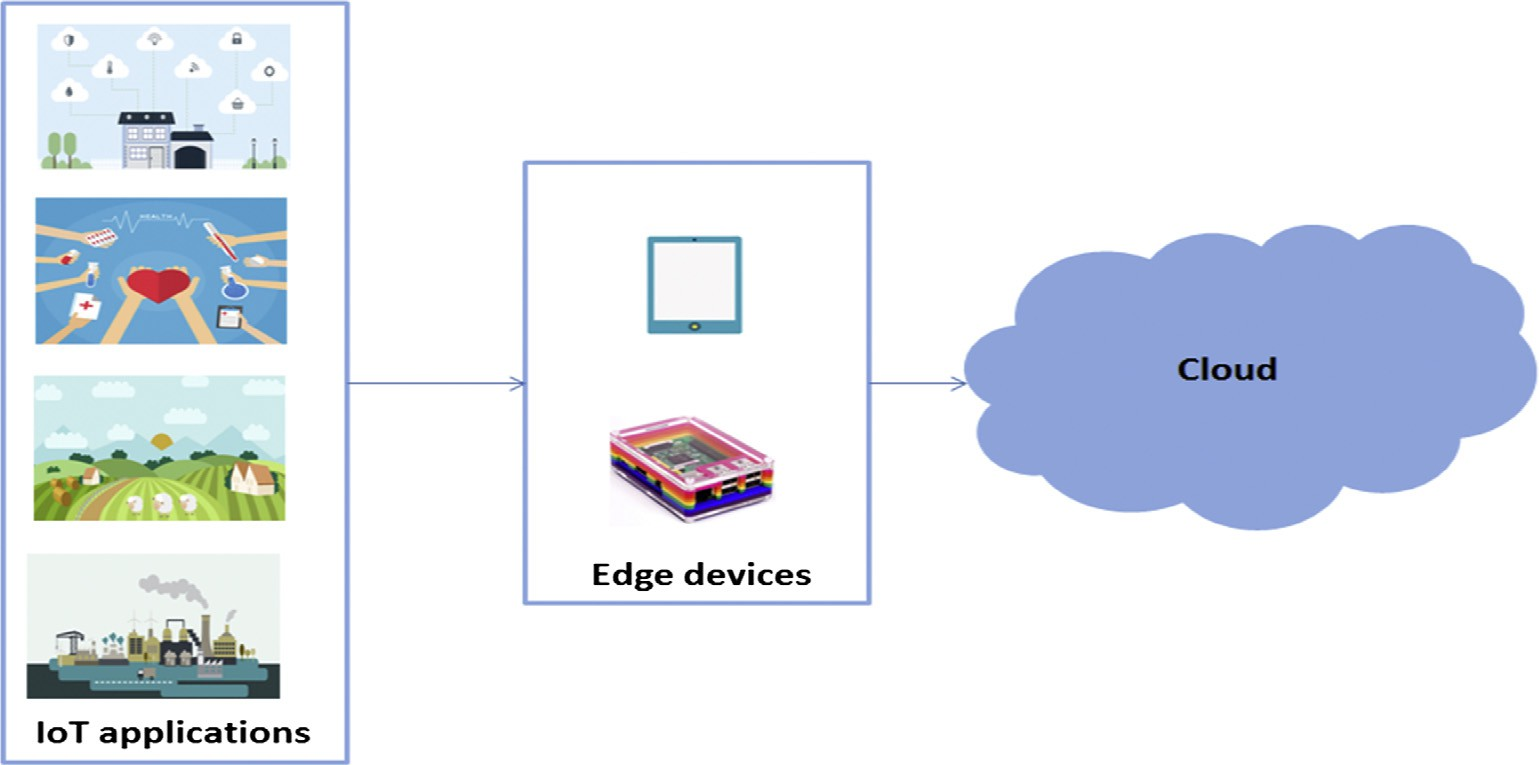 HEALTH
IoT applications
Edge devices
Cloud